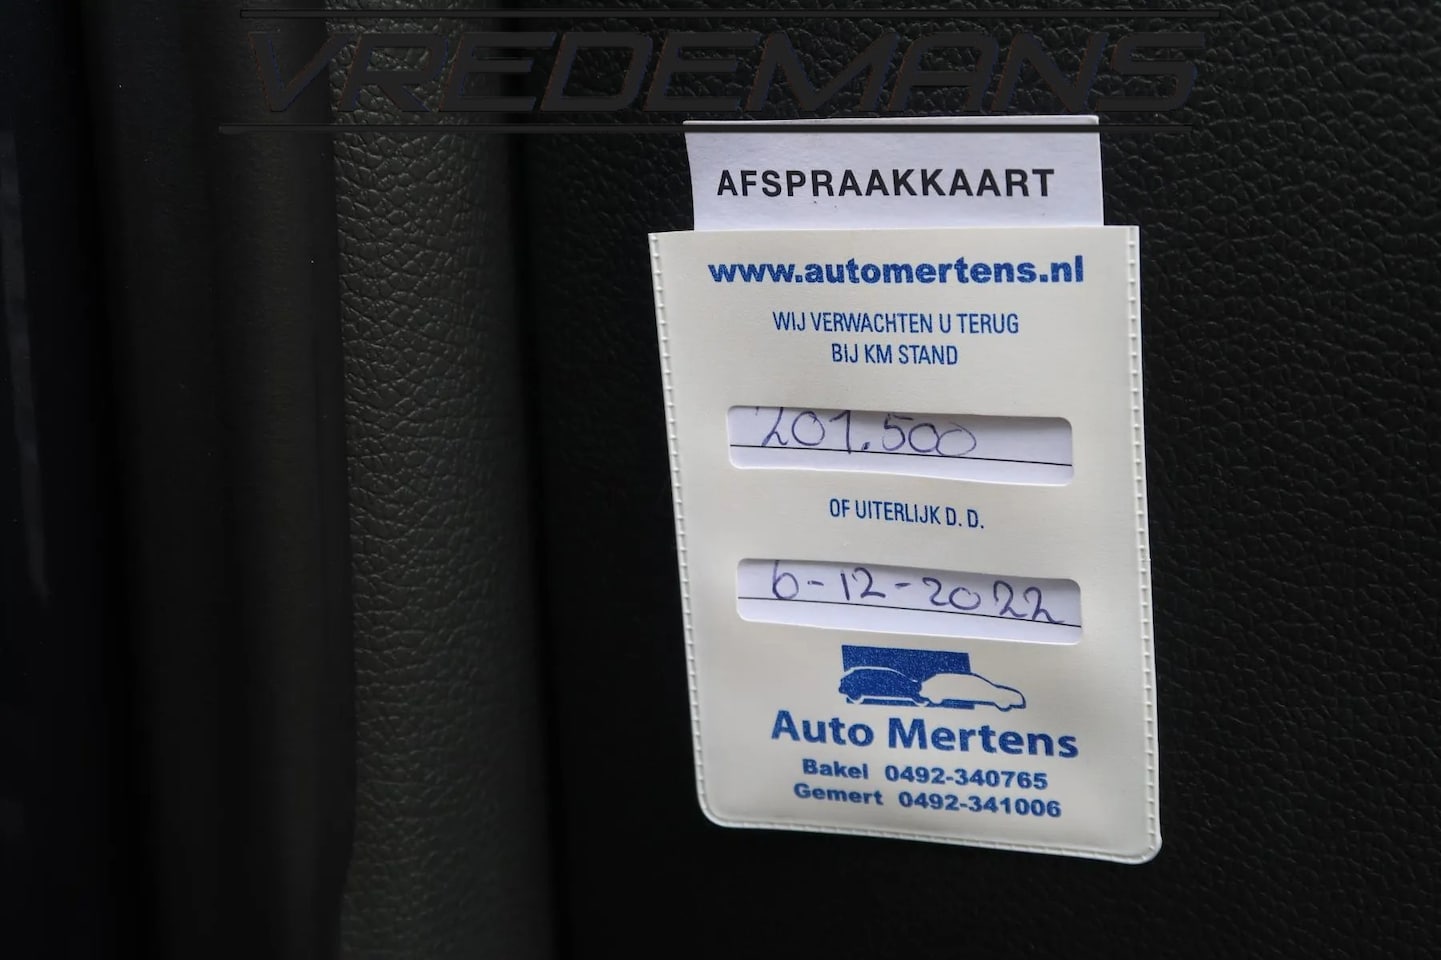 VREDEMANS
AFSPRAAKKAART
www.automertens.nl
WIJ VERWACHTEN U TERUG
BIJ KM STAND
201.500
OF UITERLIJK D.D.
6-12-2022
Auto Mertens
Bakel 0492-340765
Gemert 0492-341006